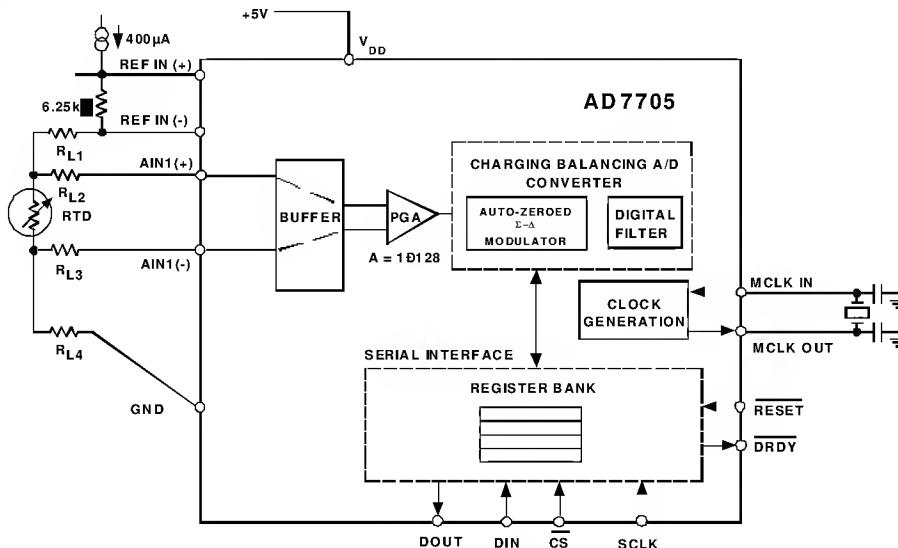 +5V
400µA
V DD
REF IN (+)
6.25k
REF IN (-)
R L1
AIN1 (+)
R L2
RTD
R L3
AIN1 (-)
R L4
GND
AD7705
BUFFER
PGA
A = 1Ð128
CHARGING BALANCING A/D
CONVERTER
AUTO-ZEROED
Σ–Δ
MODULATOR
DIGITAL
FILTER
CLOCK
GENERATION
MCLK IN
MCLK OUT
SERIAL INTERFACE
REGISTER BANK
RESET
DRDY
DOUT
DIN
CS
SCLK